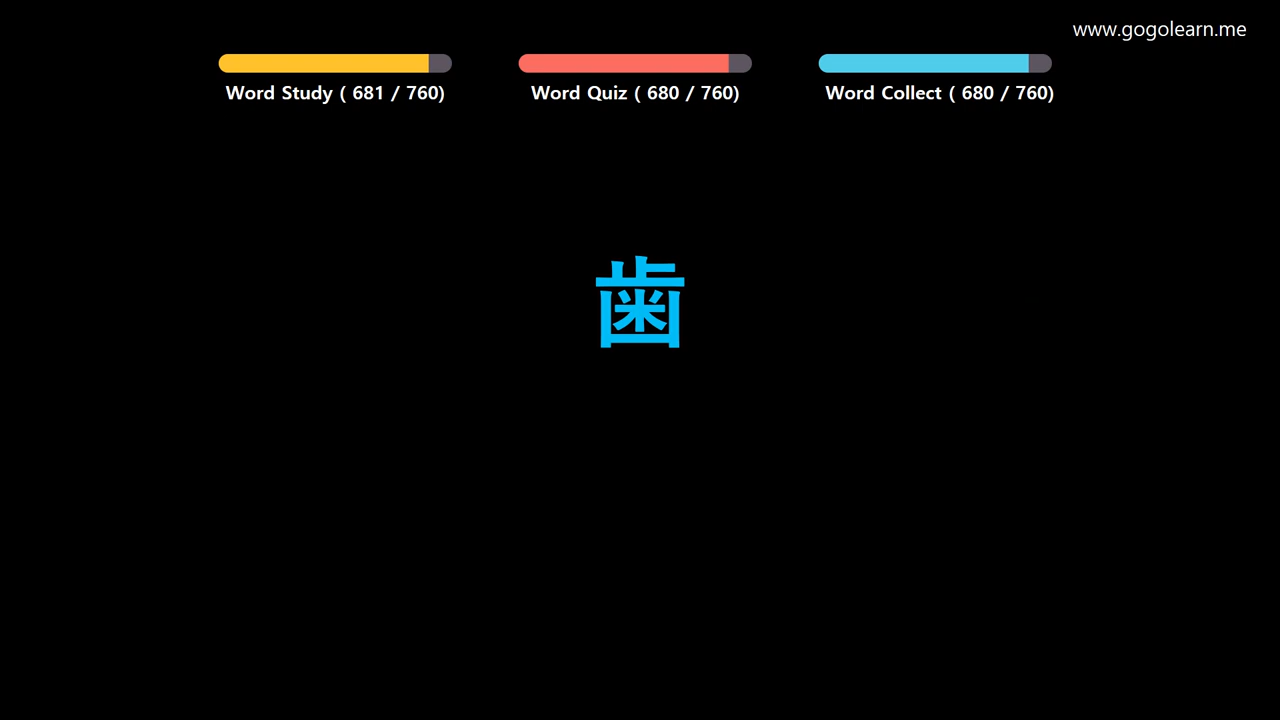 www.gogolearn.me
Word Study ( 681 / 760)
Word Quiz ( 680 / 760)
Word Collect ( 680 / 760)
歯